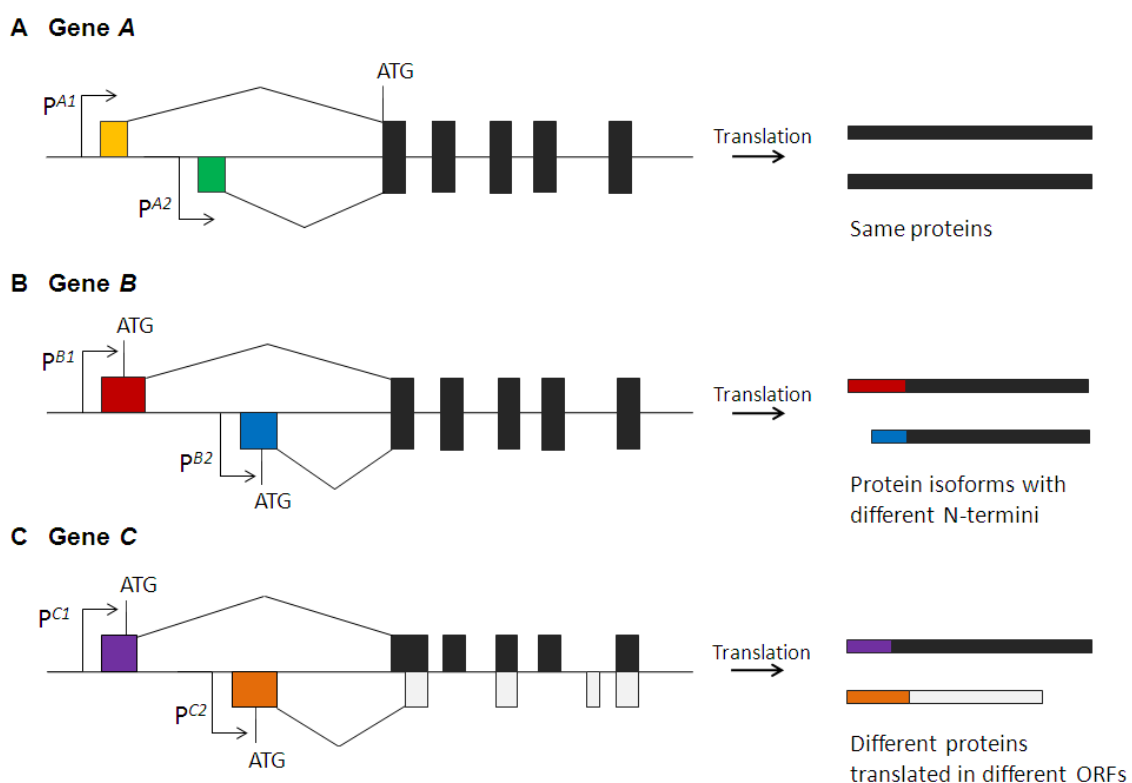 A Gene A
ATG
P^A1
Translation
P^A2
Same proteins
B Gene B
ATG
P^B1
Translation
P^B2
ATG
Protein isoforms with
different N-termini
C Gene C
ATG
P^C1
Translation
P^C2
ATG
Different proteins
translated in different ORFs